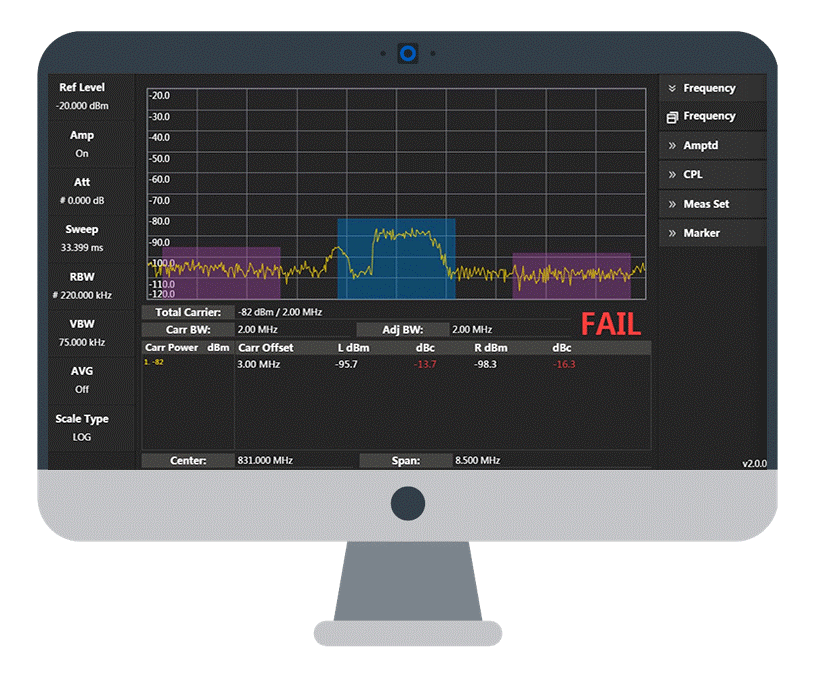 Ref Level
-20.000 dBm
Amp
On
Att
# 0.000 dB
Sweep
33.399 ms
RBW
# 220.000 kHz
VBW
75.000 kHz
AVG
Off
Scale Type
LOG
-20.0
-30.0
-40.0
-50.0
-60.0
-70.0
-80.0
-90.0
-100.0
-110.0
-120.0
Total Carrier: -82 dBm / 2.00 MHz
Carr BW: 2.00 MHz Adj BW: 2.00 MHz
FAIL
Carr Power dBm Carr Offset L dBm dBc R dBm dBc
1. -82 3.00 MHz -95.7 -13.7 -98.3 -16.3
Center: 831.000 MHz Span: 8.500 MHz
Frequency
Frequency
Amptd
CPL
Meas Set
Marker
v2.0.0